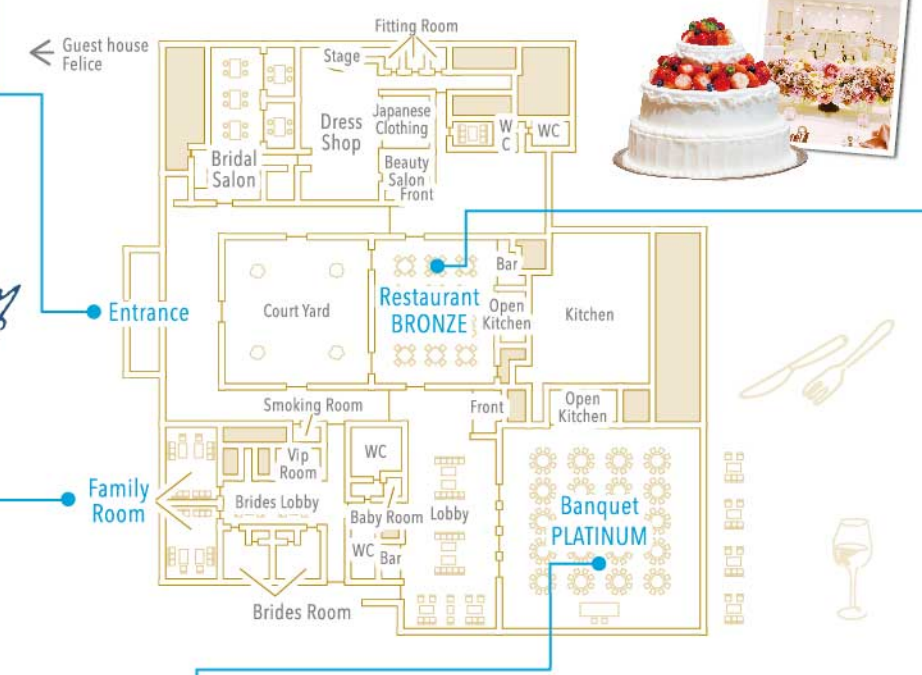 Guest house
Felice
Fitting Room
Stage
Dress
Shop
Japanese
Clothing
W
C
WC
Bridal
Salon
Beauty
Salon
Front
Entrance
Court Yard
Restaurant
BRONZE
Bar
Open
Kitchen
Kitchen
Smoking Room
Front
Open
Kitchen
Family
Room
Vip
Room
WC
Brides Lobby
Baby Room
Lobby
Banquet
PLATINUM
WC
Bar
Brides Room